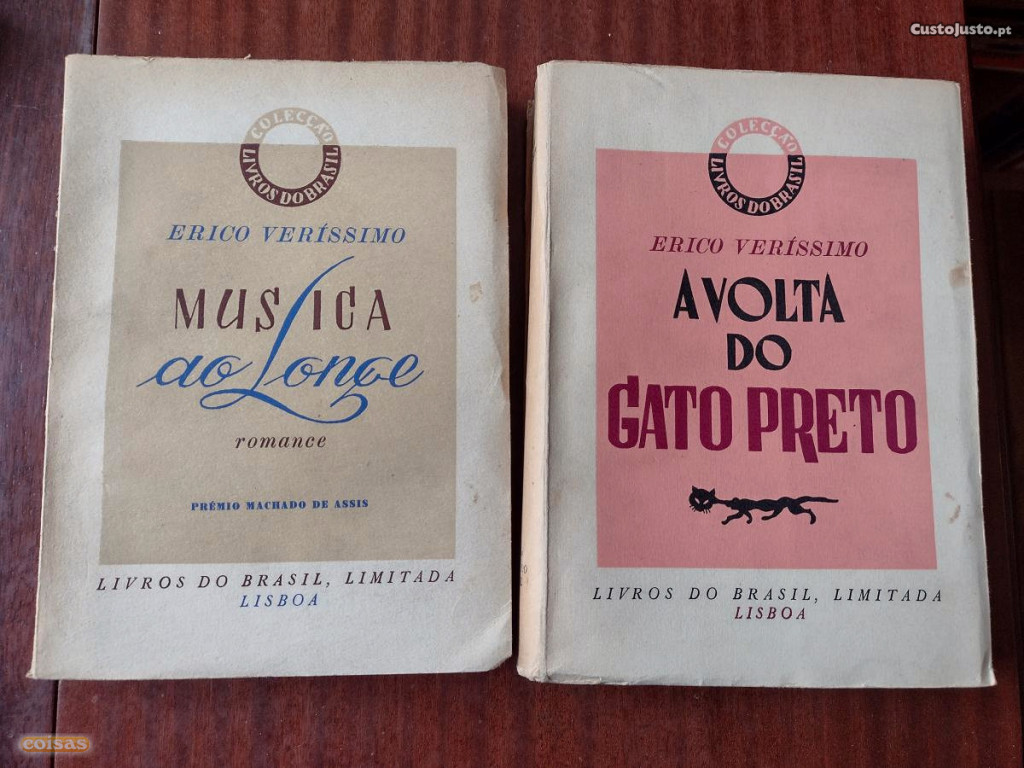 CustoJusto.pt
COLECÇÃO
LIVROS DO BRASIL
ERICO VERÍSSIMO
MUSICA
ao Longe
romance
PRÉMIO MACHADO DE ASSIS
LIVROS DO BRASIL, LIMITADA
LISBOA
COLECÇÃO
LIVROS DO BRASIL
ERICO VERÍSSIMO
A VOLTA
DO
GATO PRETO
LIVROS DO BRASIL, LIMITADA
LISBOA
coisas